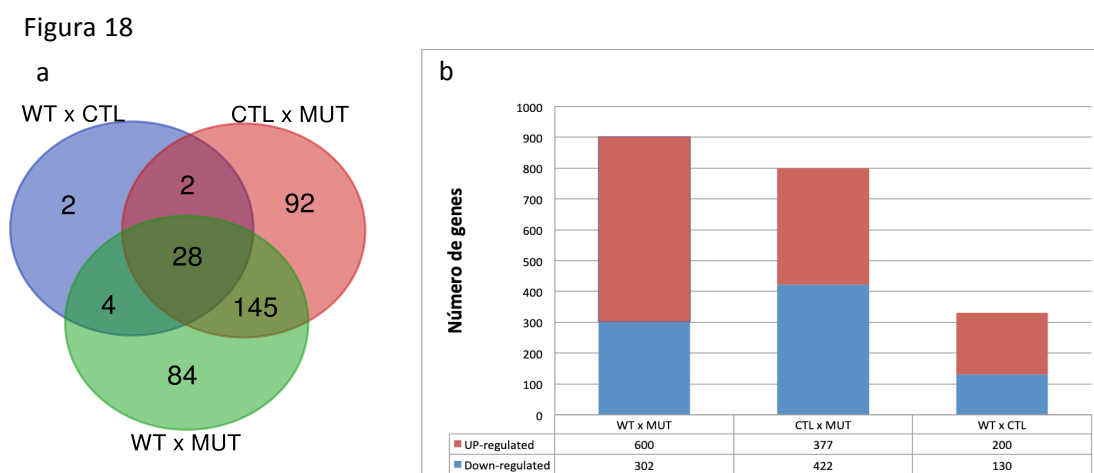 Figura 18
a
WT x CTL
CTL x MUT
2
2
92
28
4
145
84
WT x MUT
b
Número de genes
1000
900
800
700
600
500
400
300
200
100
0
WT x MUT CTL x MUT WT x CTL
UP-regulated 600 377 200
Down-regulated 302 422 130